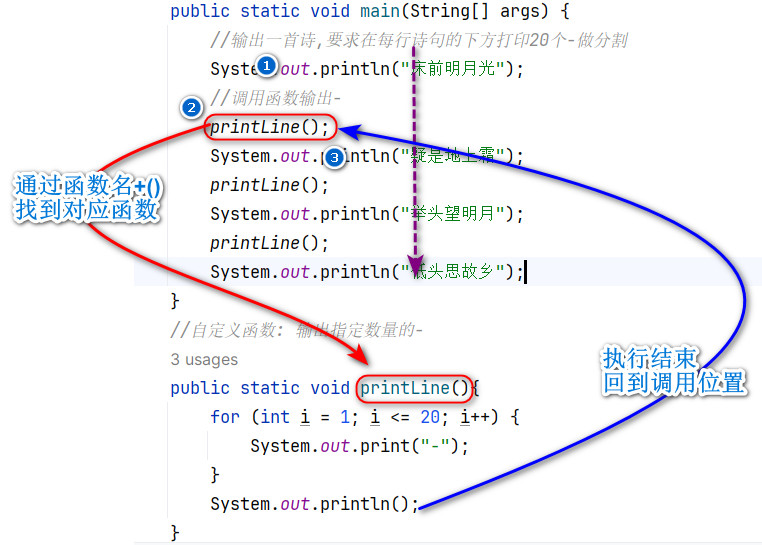 public static void main(String[] args) {
//输出一首诗,要求在每行诗句的下方打印20个-做分割
1
System.out.println("床前明月光");
//调用函数输出-
2
printLine();
3
System.out.println("疑是地上霜");
printLine();
System.out.println("举头望明月");
printLine();
System.out.println("低头思故乡");
}
通过函数名+()
找到对应函数
//自定义函数: 输出指定数量的-
3 usages
public static void printLine(){
for (int i = 1; i <= 20; i++) {
System.out.print("-");
}
System.out.println();
}
执行结束
回到调用位置